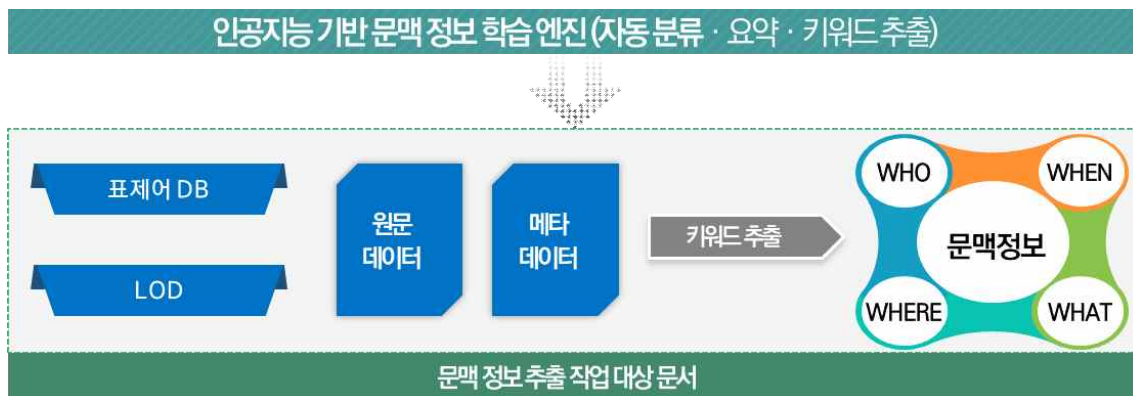 인공지능 기반 문맥 정보 학습 엔진 (자동 분류 · 요약 · 키워드 추출)
표제어 DB
LOD
원문
데이터
메타
데이터
키워드 추출
WHO
WHEN
문맥정보
WHERE
WHAT
문맥 정보 추출 작업 대상 문서